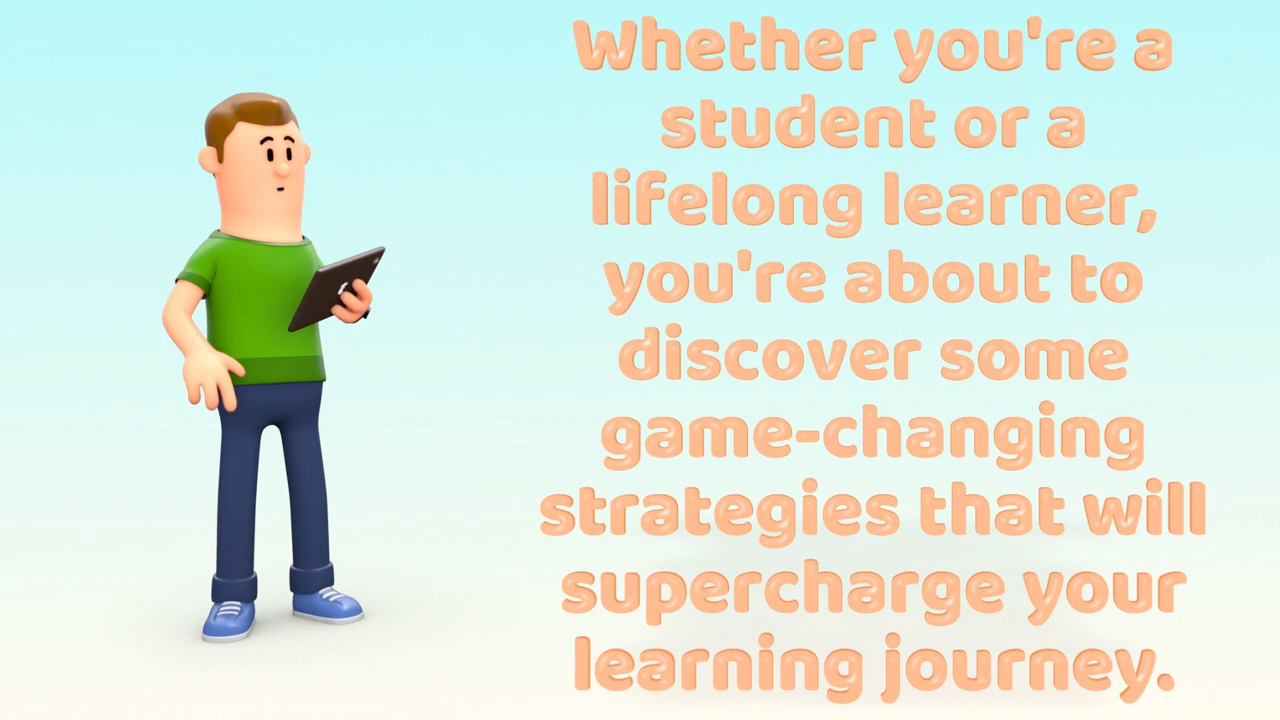 Whether you're a
student or a
lifelong learner,
you're about to
discover some
game-changing
strategies that will
supercharge your
learning journey.